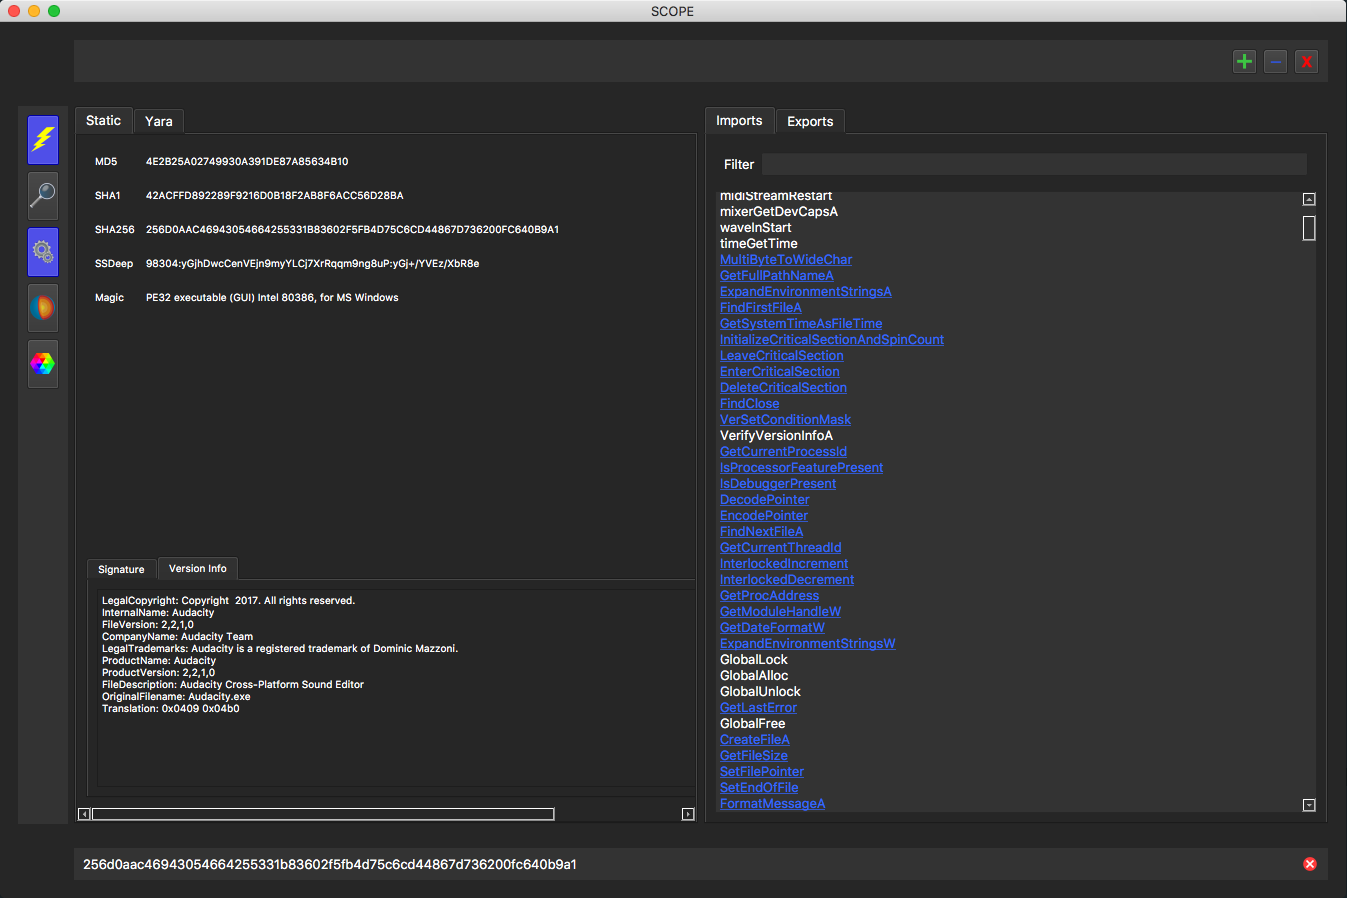 SCOPE
Static Yara
MD5 4E2B25A02749930A391DE87A85634B10
SHA1 42ACFFD892289F9216D0B18F2AB8F6ACC56D28BA
SHA256 256D0AAC46943054664255331B83602F5FB4D75C6CD44867D736200FC640B9A1
SSDeep 98304:yGjhDwcCenVEjn9myYLCj7XrRqqm9ng8uP:yGj+/YVEz/XbR8e
Magic PE32 executable (GUI) Intel 80386, for MS Windows
Signature Version Info
LegalCopyright: Copyright 2017. All rights reserved.
InternalName: Audacity
FileVersion: 2,2,1,0
CompanyName: Audacity Team
LegalTrademarks: Audacity is a registered trademark of Dominic Mazzoni.
ProductName: Audacity
ProductVersion: 2,2,1,0
FileDescription: Audacity Cross-Platform Sound Editor
OriginalFilename: Audacity.exe
Translation: 0x0409 0x04b0
Imports Exports
Filter
midiStreamRestart
mixerGetDevCapsA
waveInStart
timeGetTime
MultiByteToWideChar
GetFullPathNameA
ExpandEnvironmentStringsA
FindFirstFileA
GetSystemTimeAsFileTime
InitializeCriticalSectionAndSpinCount
LeaveCriticalSection
EnterCriticalSection
DeleteCriticalSection
FindClose
VerSetConditionMask
VerifyVersionInfoA
GetCurrentProcessId
IsProcessorFeaturePresent
IsDebuggerPresent
DecodePointer
EncodePointer
FindNextFileA
GetCurrentThreadId
InterlockedIncrement
InterlockedDecrement
GetProcAddress
GetModuleHandleW
GetDateFormatW
ExpandEnvironmentStringsW
GlobalLock
GlobalAlloc
GlobalUnlock
GetLastError
GlobalFree
CreateFileA
GetFileSize
SetFilePointer
SetEndOfFile
FormatMessageA
256d0aac46943054664255331b83602f5fb4d75c6cd44867d736200fc640b9a1